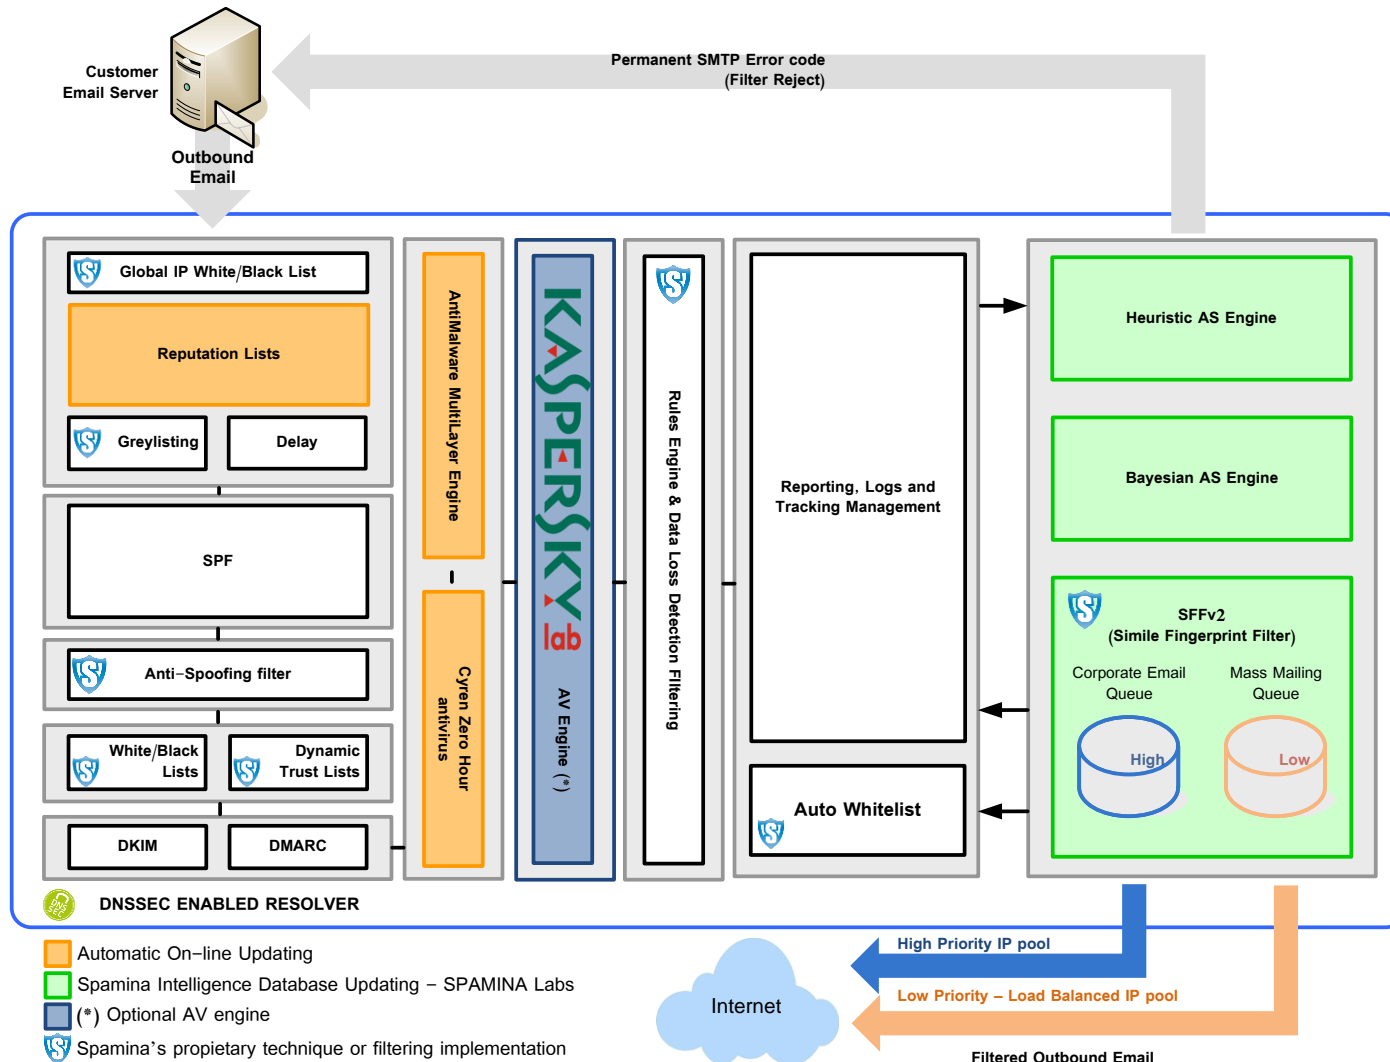 Customer
Email Server
Permanent SMTP Error code
(Filter Reject)
Outbound
Email
Global IP White/Black List
Reputation Lists
Greylisting
Delay
SPF
Anti-Spoofing filter
White/Black
Lists
Dynamic
Trust Lists
DKIM
DMARC
AntiMalware MultiLayer Engine
Cyren Zero Hour
antivirus
KASPERSKY
lab
AV Engine (*)
Rules Engine & Data Loss Detection FIltering
Reporting, Logs and
Tracking Management
Auto Whitelist
Heuristic AS Engine
Bayesian AS Engine
SFFv2
(Simile Fingerprint Filter)
Corporate Email
Queue
Mass Mailing
Queue
High
Low
DNS
SEC
DNSSEC ENABLED RESOLVER
Automatic On-line Updating
Spamina Intelligence Database Updating - SPAMINA Labs
(*) Optional AV engine
Spamina's propietary technique or filtering implementation
Internet
High Priority IP pool
Low Priority – Load Balanced IP pool
Filtered Outbound Email